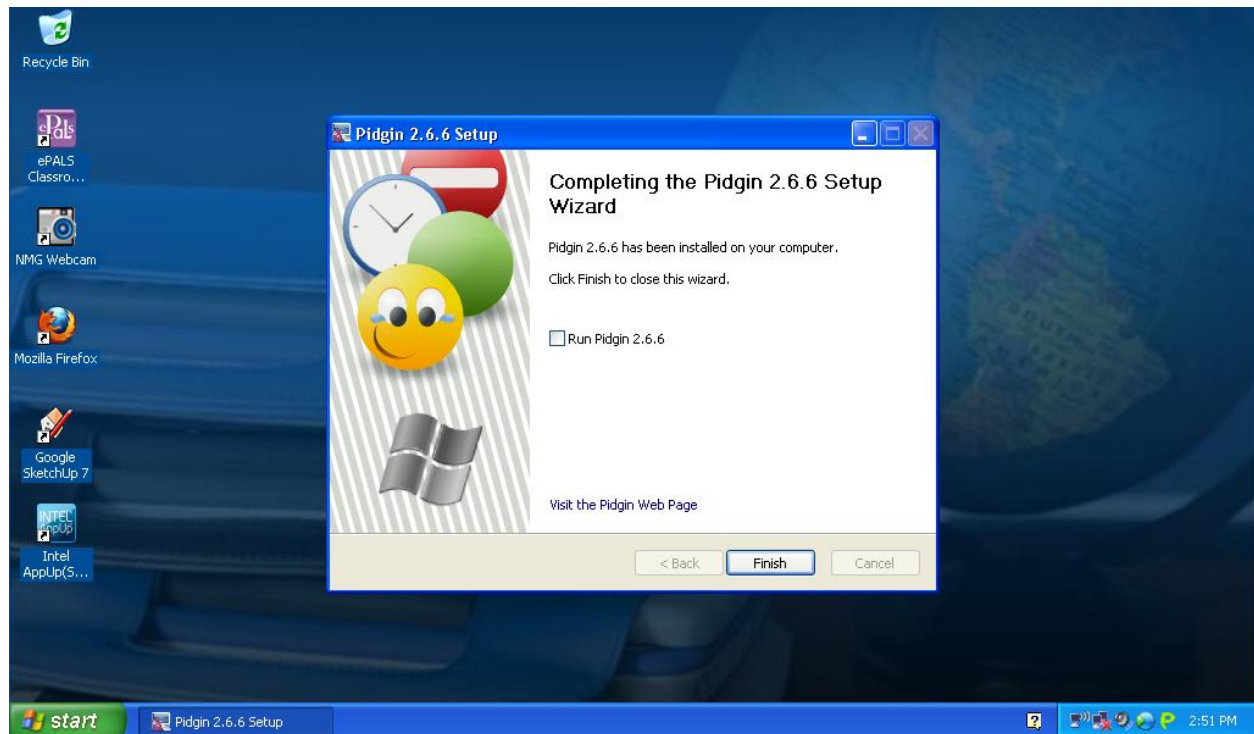 Recycle Bin
ePals
ePALS
Classro...
NMG Webcam
Mozilla Firefox
Google
SketchUp 7
INTEL
AppUp
Intel
AppUp(S...
Pidgin 2.6.6 Setup
Completing the Pidgin 2.6.6 Setup
Wizard
Pidgin 2.6.6 has been installed on your computer.
Click Finish to close this wizard.
Run Pidgin 2.6.6
Visit the Pidgin Web Page
< Back
Finish
Cancel
start
Pidgin 2.6.6 Setup
2:51 PM